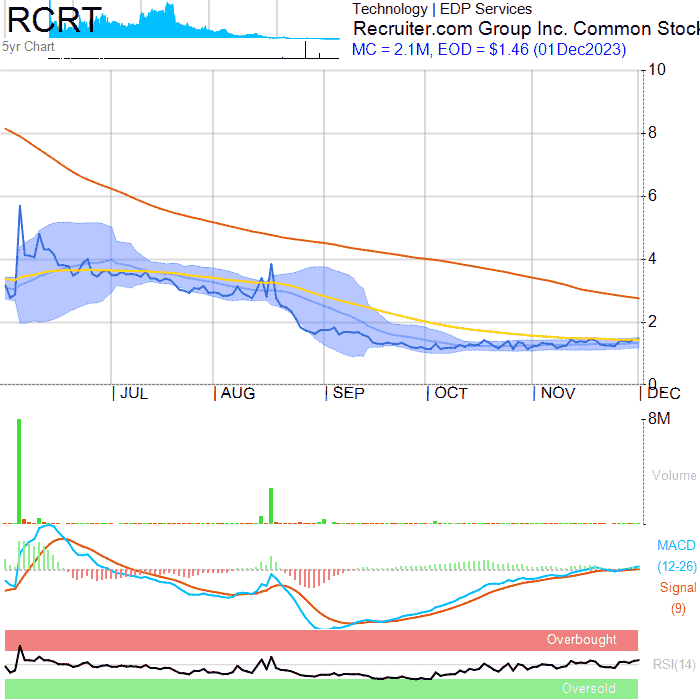 RCRT
5yr Chart
Technology | EDP Services
Recruiter.com Group Inc. Common Stock
MC = 2.1M, EOD = $1.46 (01Dec2023)
10
8
6
4
2
0
JUL AUG SEP OCT NOV DEC
8M
Volume
MACD
(12-26)
Signal
(9)
Overbought
RSI(14)
Oversold